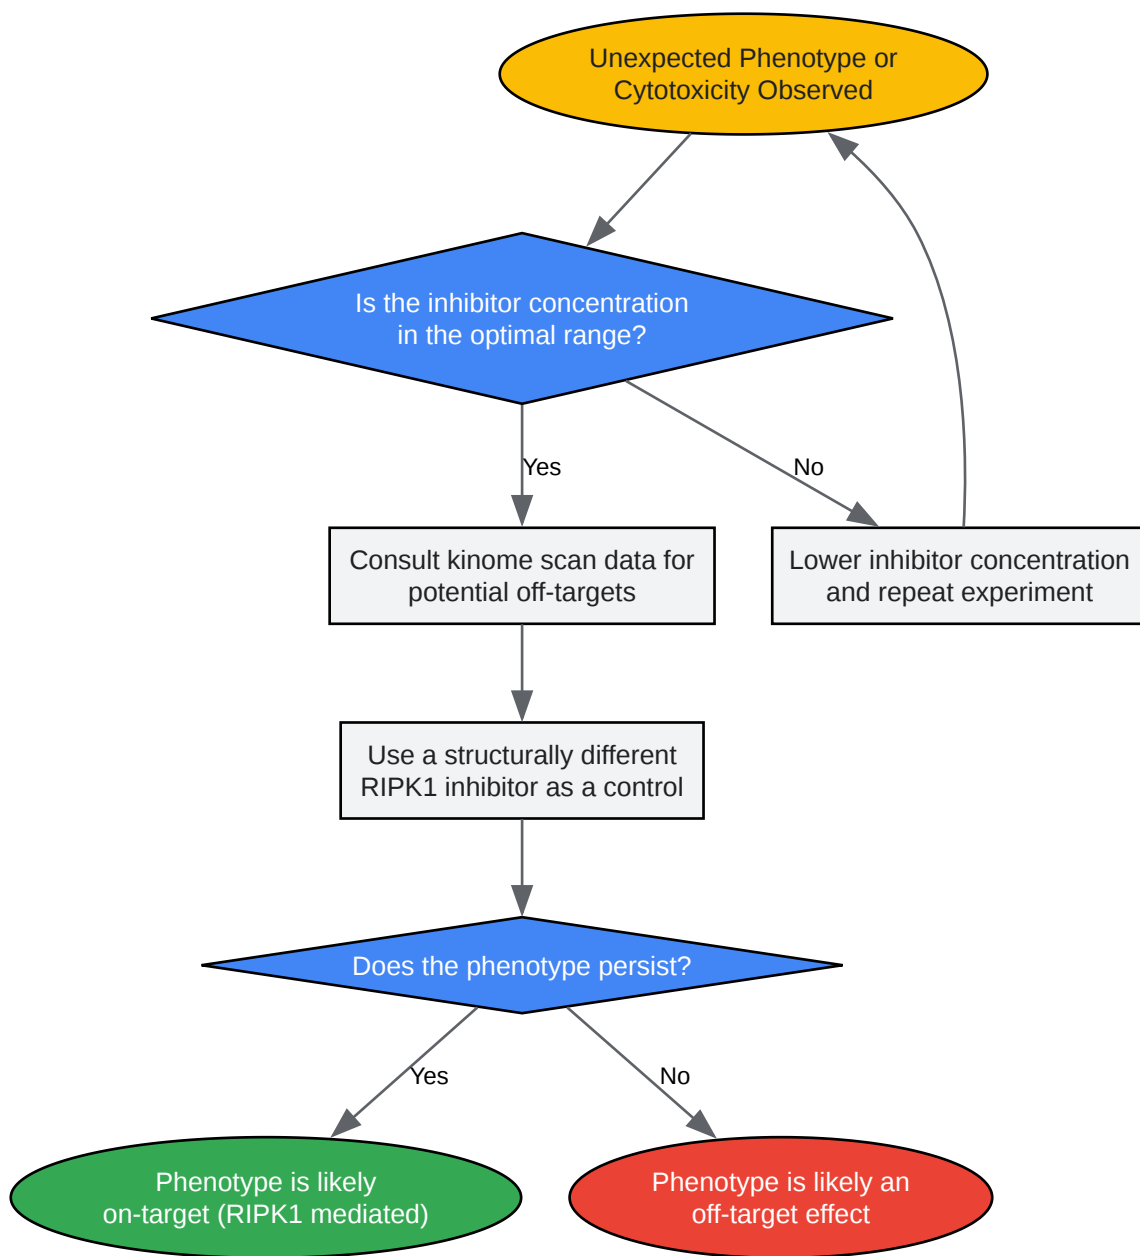 Unexpected Phenotype or
Cytotoxicity Observed
Is the inhibitor concentration
in the optimal range?
Yes
No
Consult kinome scan data for
potential off-targets
Lower inhibitor concentration
and repeat experiment
Use a structurally different
RIPK1 inhibitor as a control
Does the phenotype persist?
Yes
No
Phenotype is likely
on-target (RIPK1 mediated)
Phenotype is likely an
off-target effect